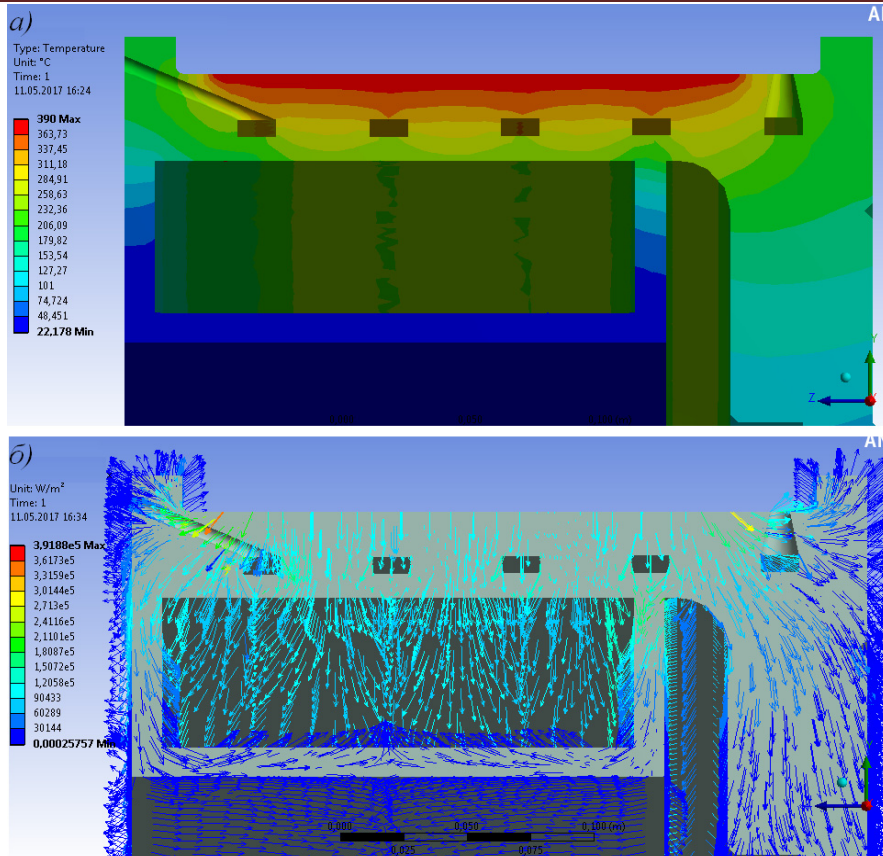 а)
Type: Temperature
Unit: °C
Time: 1
11.05.2017 16:24
390 Max
363,73
337,45
311,18
284,91
258,63
232,36
206,09
179,82
153,54
127,27
101
74,724
48,451
22,178 Min
Y
Z
б)
Unit: W/m²
Time: 1
11.05.2017 16:34
3,9188e5 Max
3,6173e5
3,3159e5
3,0144e5
2,713e5
2,4116e5
2,1101e5
1,8087e5
1,5072e5
1,2058e5
90433
60289
30144
0,00025757 Min
0,050
0,100 (m)
0,025
0,075